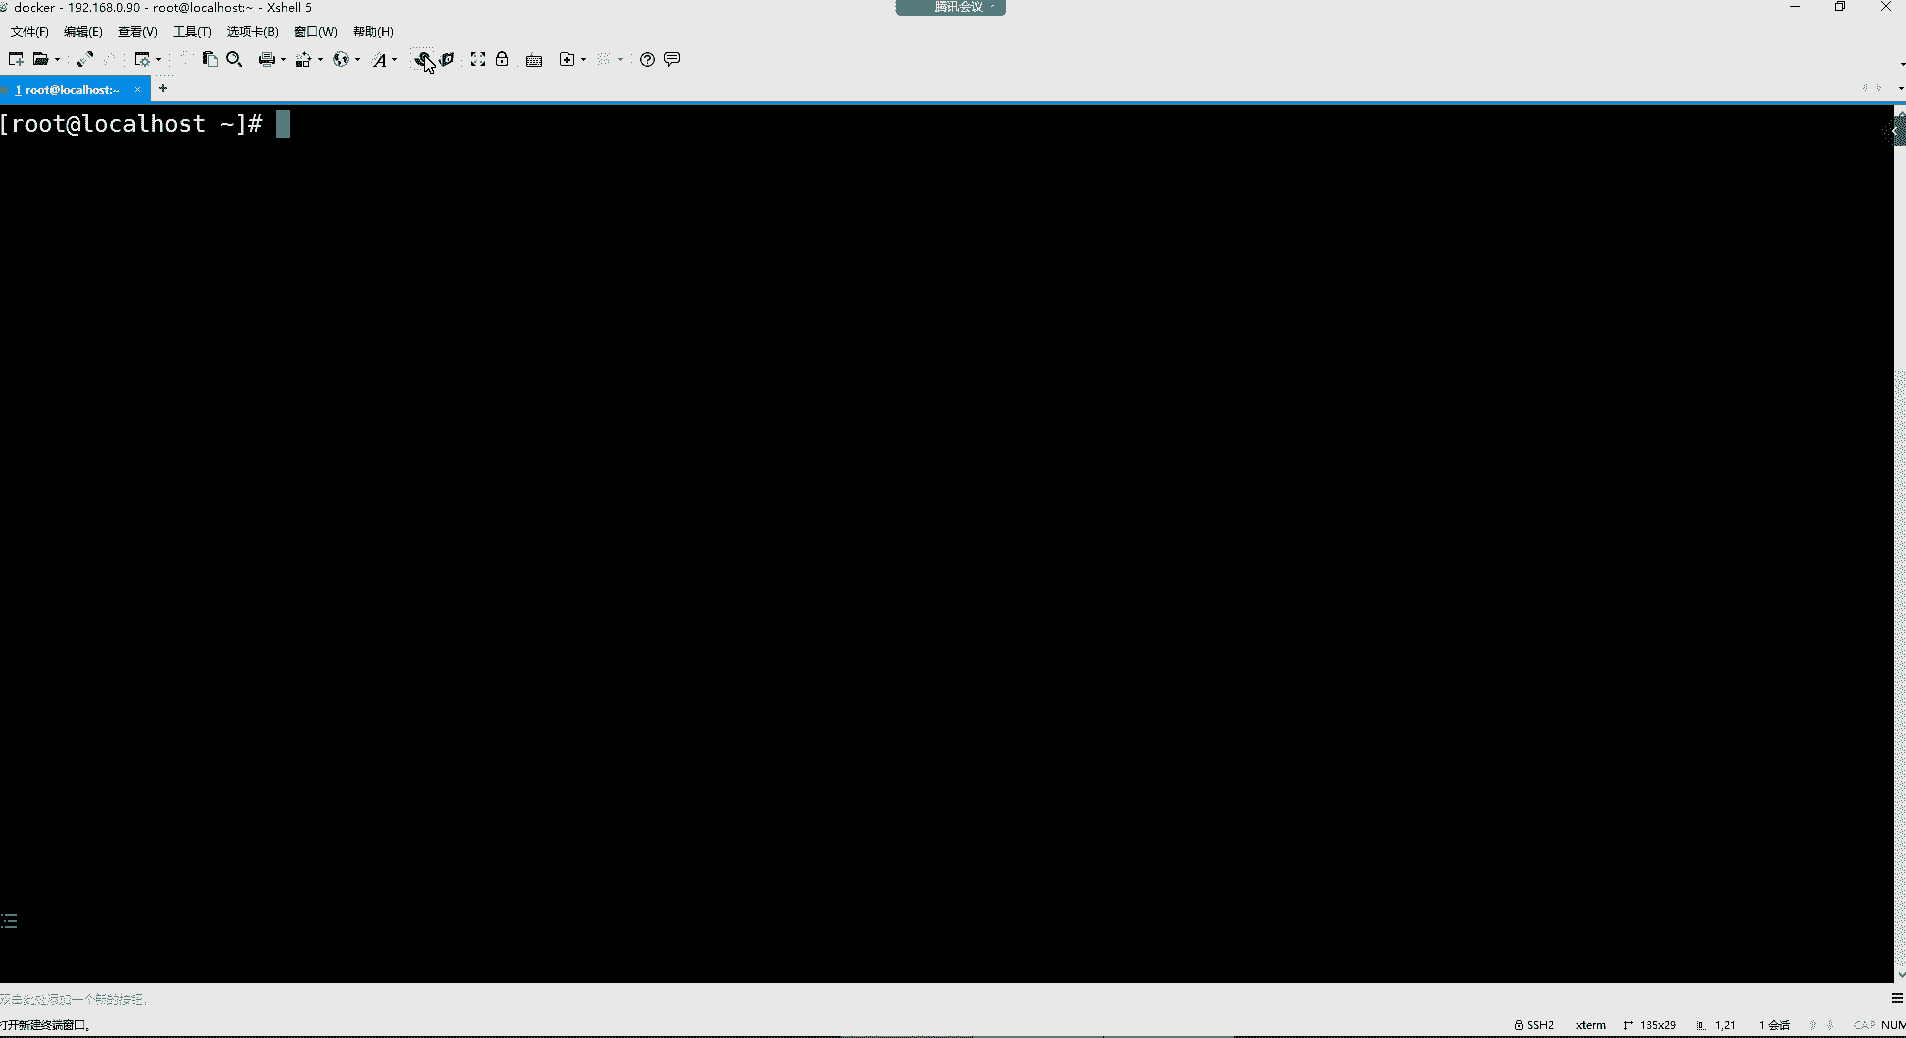 docker - 192.168.0.90 - root@localhost:~ - Xshell 5
腾讯会议
文件(F) 编辑(E) 查看(V) 工具(T) 选项卡(B) 窗口(W) 帮助(H)
1 root@localhost:~ × +
[root@localhost ~]#
双击此处添加一个新的按钮。
打开新建终端窗口。
SSH2 xterm 135x29 1,21 1 会话 CAP NUM